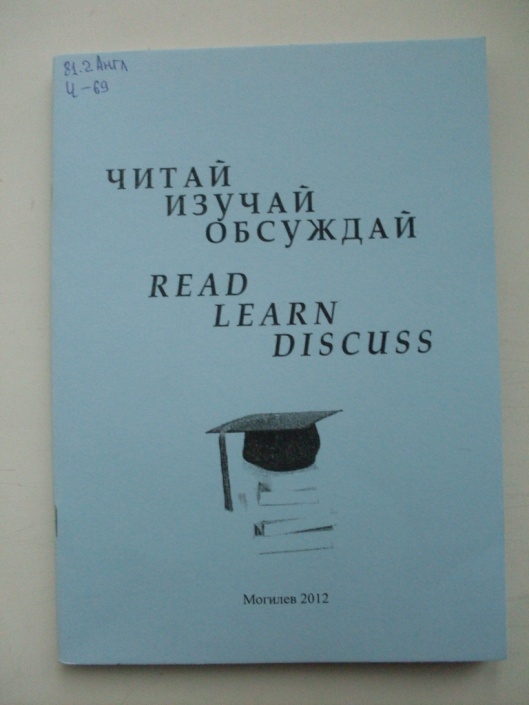 81.2 Англ
Ч-69
ЧИТАЙ
ИЗУЧАЙ
ОБСУЖДАЙ
READ
LEARN
DISCUSS
Могилев 2012